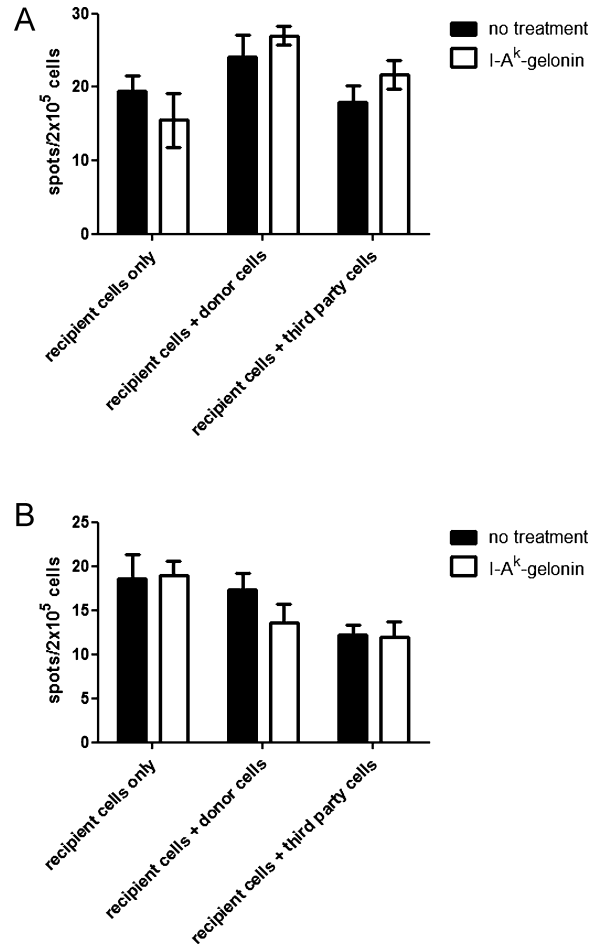 A
30
20
10
0
spots/2x10⁵ cells
no treatment
I-Aᵏ-gelonin
recipient cells only
recipient cells + donor cells
recipient cells + third party cells
B
25
20
15
10
5
0
spots/2x10⁵ cells
no treatment
I-Aᵏ-gelonin
recipient cells only
recipient cells + donor cells
recipient cells + third party cells